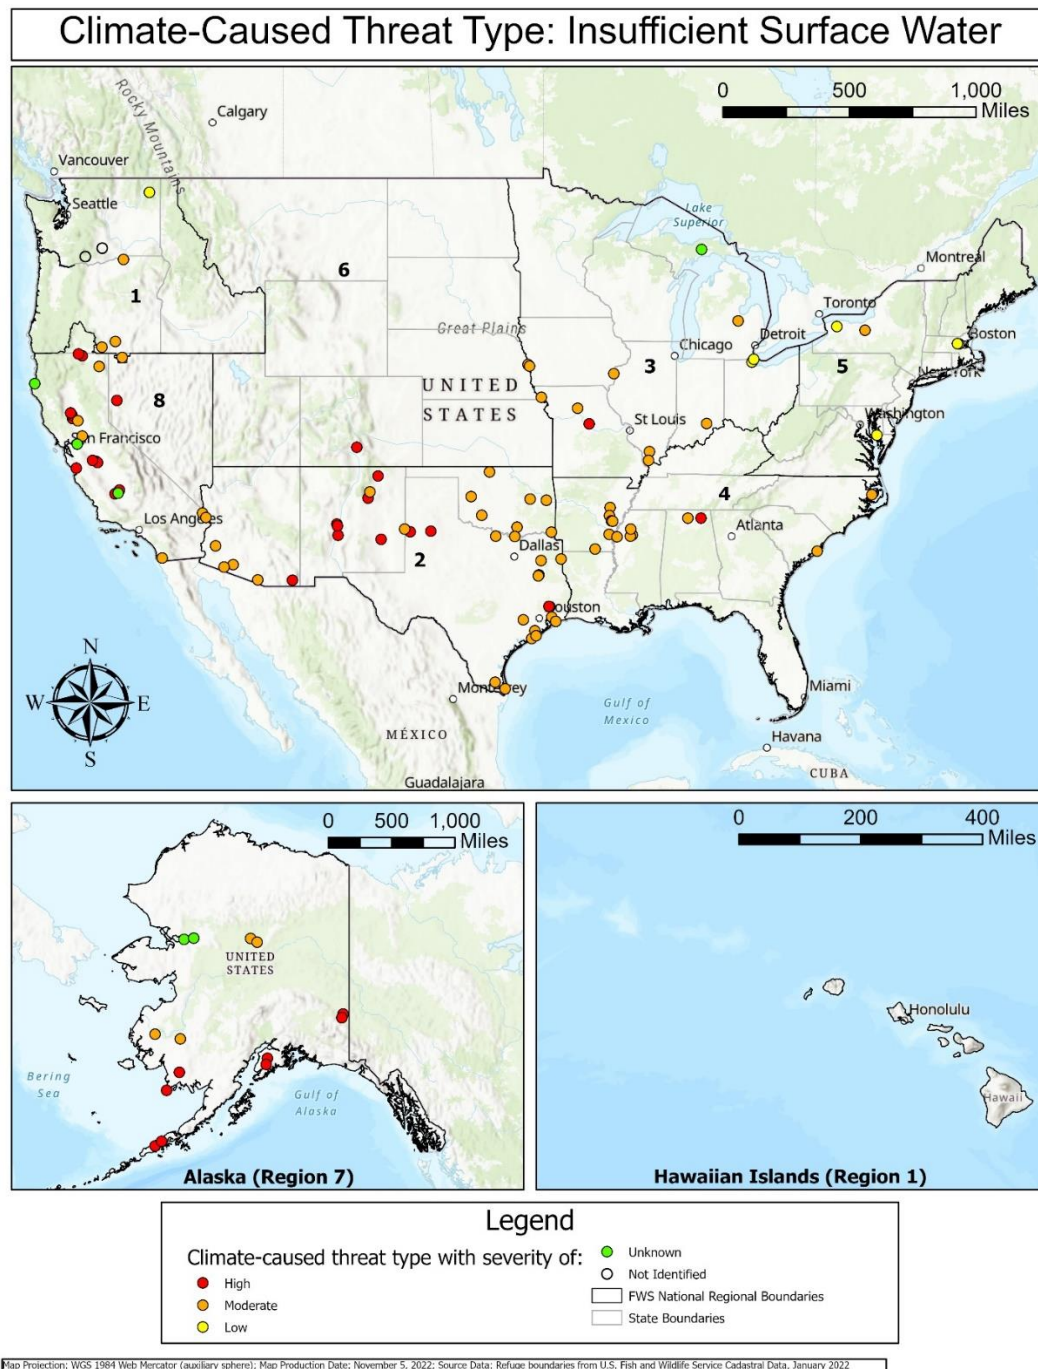 Climate-Caused Threat Type: Insufficient Surface Water
0 500 1,000
Miles
Rocky Mountains
Calgary
Vancouver
Seattle
Lake
Superior
Montreal
6
1
Toronto
Great Plains
Detroit
Boston
Chicago
3
5
New York
UNITED
STATES
8
St Louis
Washington
San Francisco
4
Los Angeles
Atlanta
Dallas
2
Houston
Miami
Monterrey
Gulf of
Mexico
N
W E
S
MÉXICO
Havana
Guadalajara
CUBA
0 500 1,000
Miles
UNITED
STATES
Bering
Sea
Gulf of
Alaska
Alaska (Region 7)
0 200 400
Miles
Honolulu
Hawaii
Hawaiian Islands (Region 1)
Legend
Climate-caused threat type with severity of:
High
Moderate
Low
Unknown
Not Identified
FWS National Regional Boundaries
State Boundaries
Map Projection: WGS 1984 Web Mercator (auxiliary sphere); Map Production Date: November 5, 2022; Source Data: Refuge boundaries from U.S. Fish and Wildlife Service Cadastral Data, January 2022